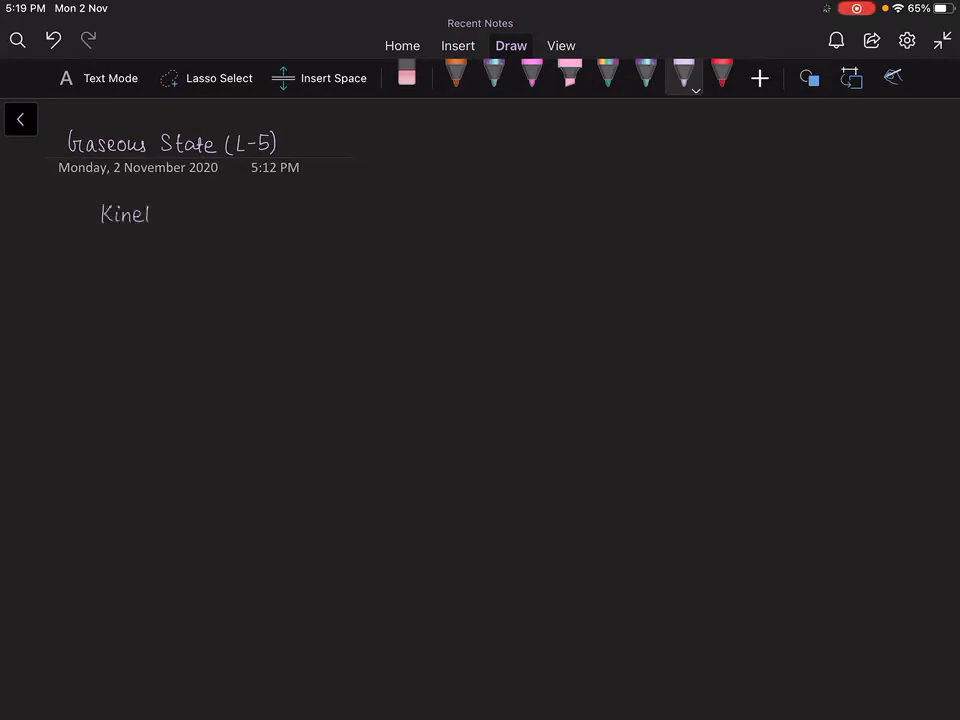 5:19 PM Mon 2 Nov 65%
Recent Notes
Home Insert Draw View
Text Mode Lasso Select Insert Space
Gaseous State (L-5)
Monday, 2 November 2020 5:12 PM
Kinel